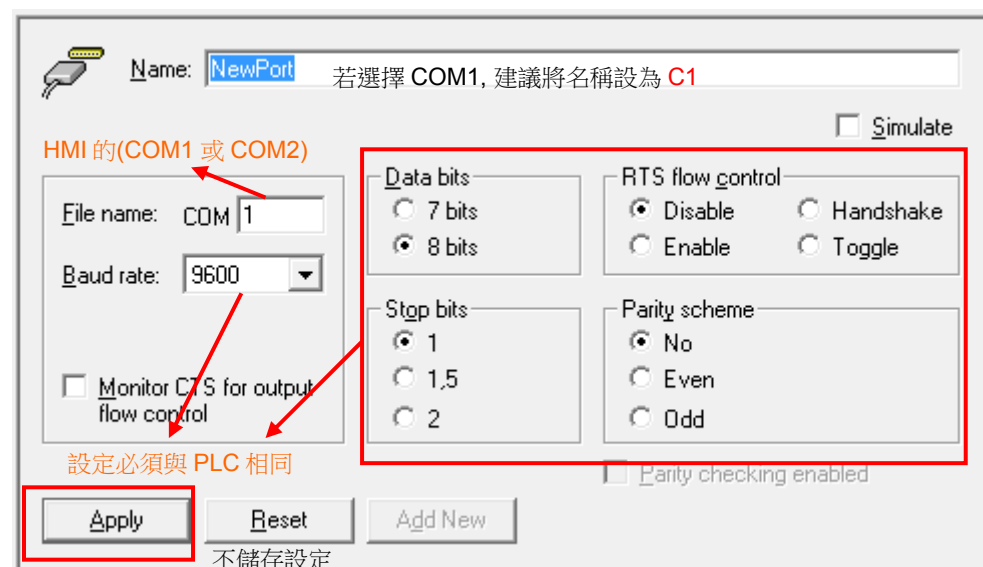 Name: NewPort 若選擇 COM1, 建議將名稱設為 C1
Simulate
HMI 的(COM1 或 COM2)
File name: COM 1
Baud rate: 9600
Monitor CTS for output
flow control
Data bits
7 bits
8 bits
RTS flow control
Disable Handshake
Enable Toggle
Stop bits
1
1,5
2
Parity scheme
No
Even
Odd
設定必須與 PLC 相同
Parity checking enabled
Apply Reset Add New
不儲存設定